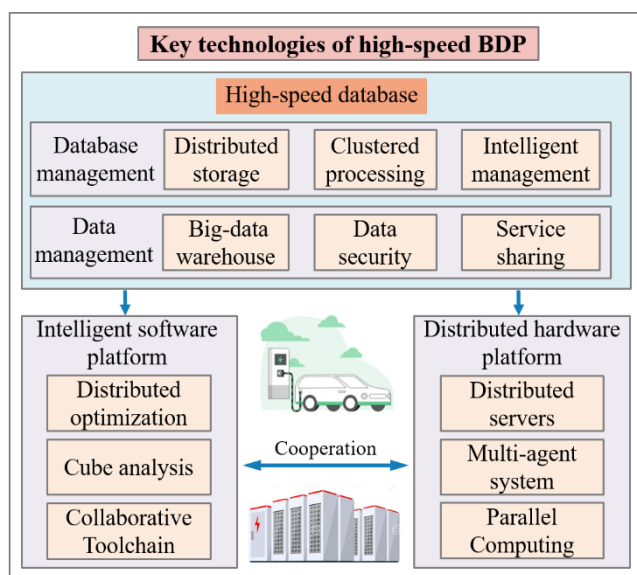 Key technologies of high-speed BDP
High-speed database
Database
management
Distributed
storage
Clustered
processing
Intelligent
management
Data
management
Big-data
warehouse
Data
security
Service
sharing
Intelligent software
platform
Distributed
optimization
Cube analysis
Collaborative
Toolchain
Cooperation
Distributed hardware
platform
Distributed
servers
Multi-agent
system
Parallel
Computing